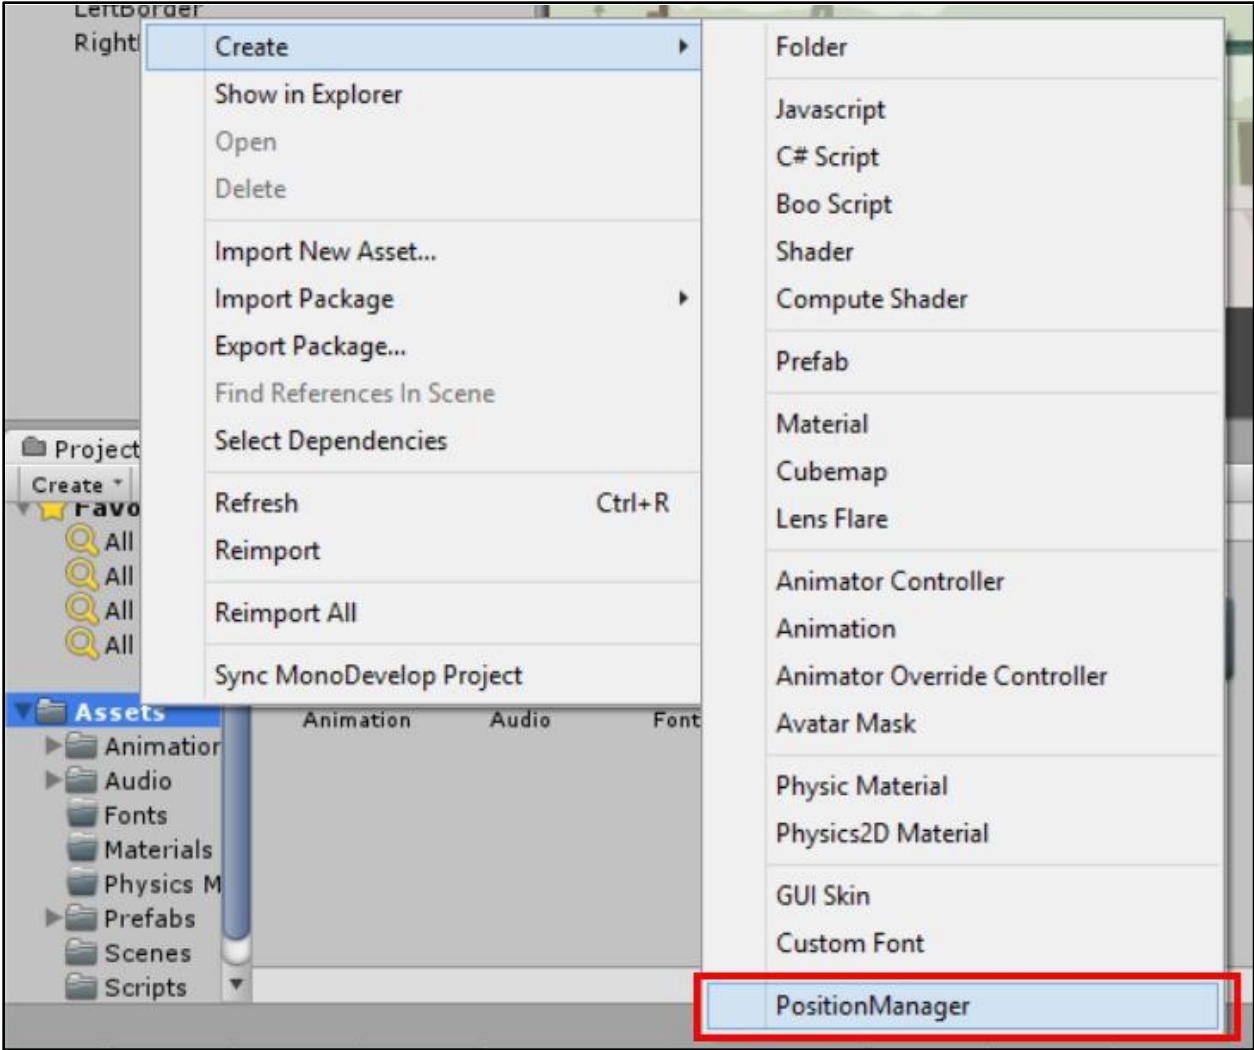 LeftBorder
Right
Create
Show in Explorer
Open
Delete
Import New Asset...
Import Package
Export Package...
Find References In Scene
Select Dependencies
Refresh Ctrl+R
Reimport
Reimport All
Sync MonoDevelop Project
Folder
Javascript
C# Script
Boo Script
Shader
Compute Shader
Prefab
Material
Cubemap
Lens Flare
Animator Controller
Animation
Animator Override Controller
Avatar Mask
Physic Material
Physics2D Material
GUI Skin
Custom Font
PositionManager
Project
Create
Favo
All
All
All
All
Assets
Animation
Audio
Fonts
Materials
Physics M
Prefabs
Scenes
Scripts
Animation Audio Font